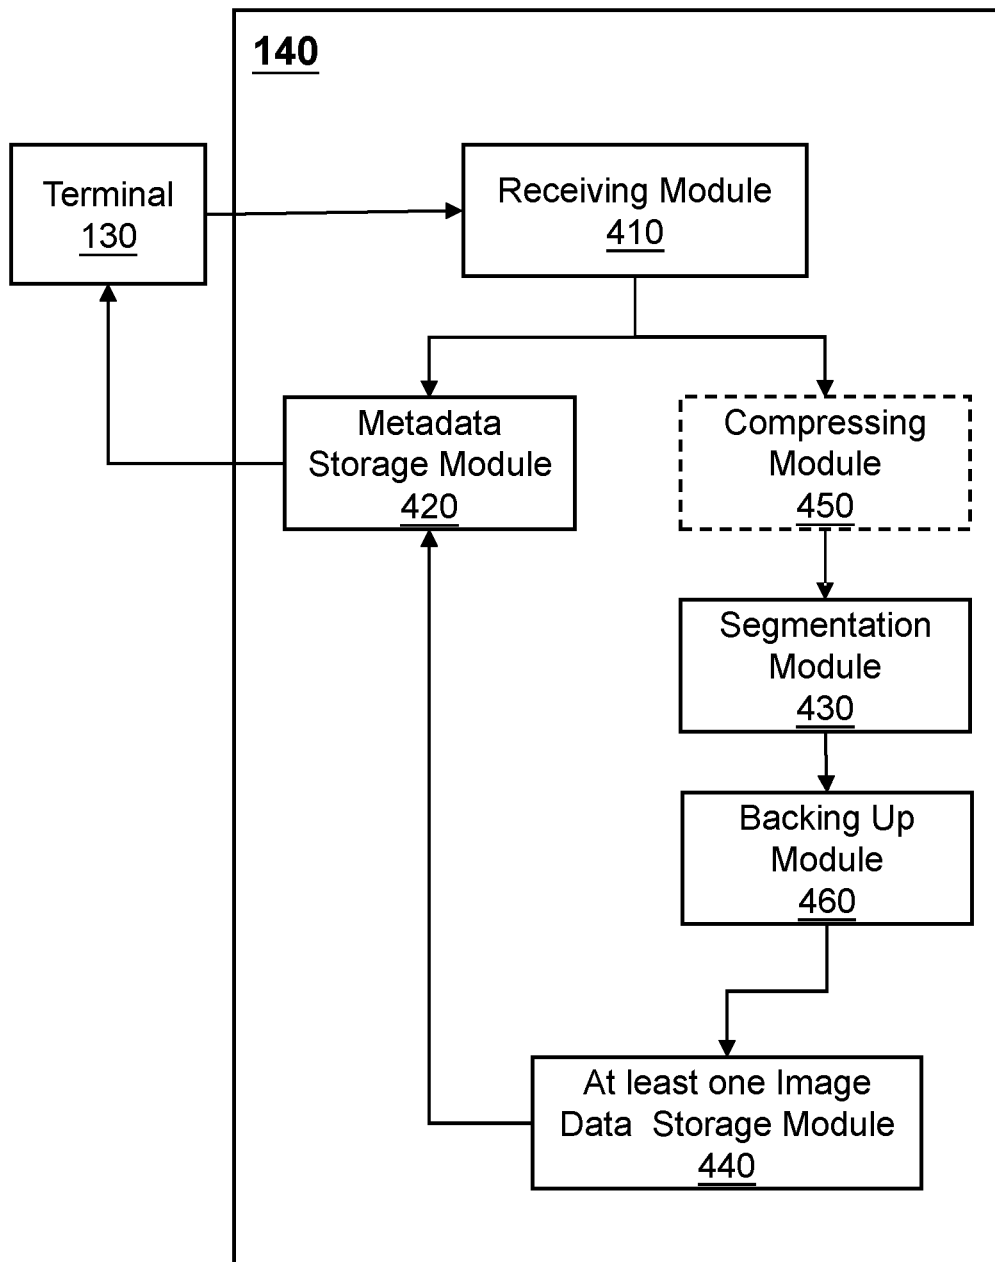 140
Terminal
130
Receiving Module
410
Metadata
Storage Module
420
Compressing
Module
450
Segmentation
Module
430
Backing Up
Module
460
At least one Image
Data Storage Module
440